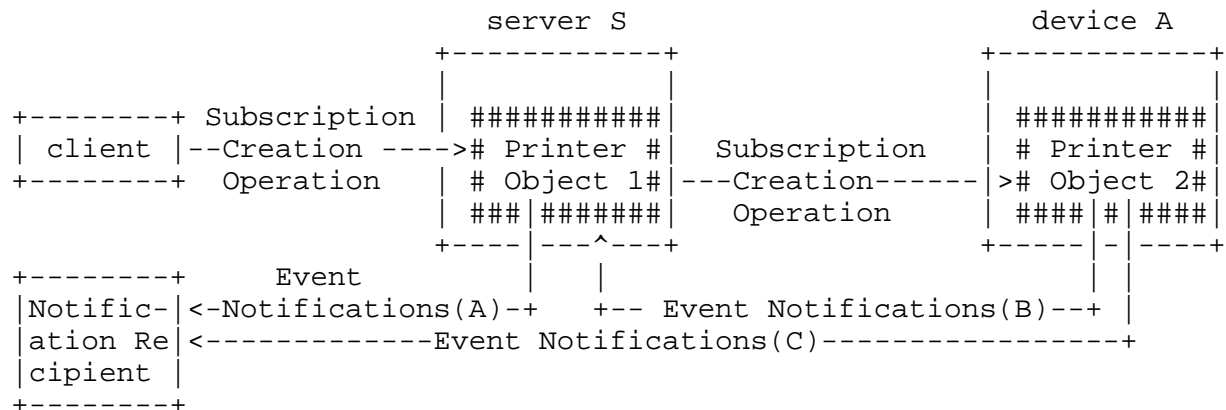 server S                       device A
                            +------------+                 +------------+
                            |            |                 |            |
+--------+ Subscription     | ###########|                 | ###########|
| client |--Creation ----># Printer #|   Subscription    | # Printer #|
+--------+  Operation       | # Object 1#|---Creation------|># Object 2#|
                            | ###|#######|    Operation    | ####|#|####|
                            +----|---^---+                 +-----|-|----+
+--------+     Event             |   |                           | |
|Notific-|<-Notifications(A)-+   +-- Event Notifications(B)--+ |
|ation Re|<-------------Event Notifications(C)-----------------+
|cipient |
+--------+